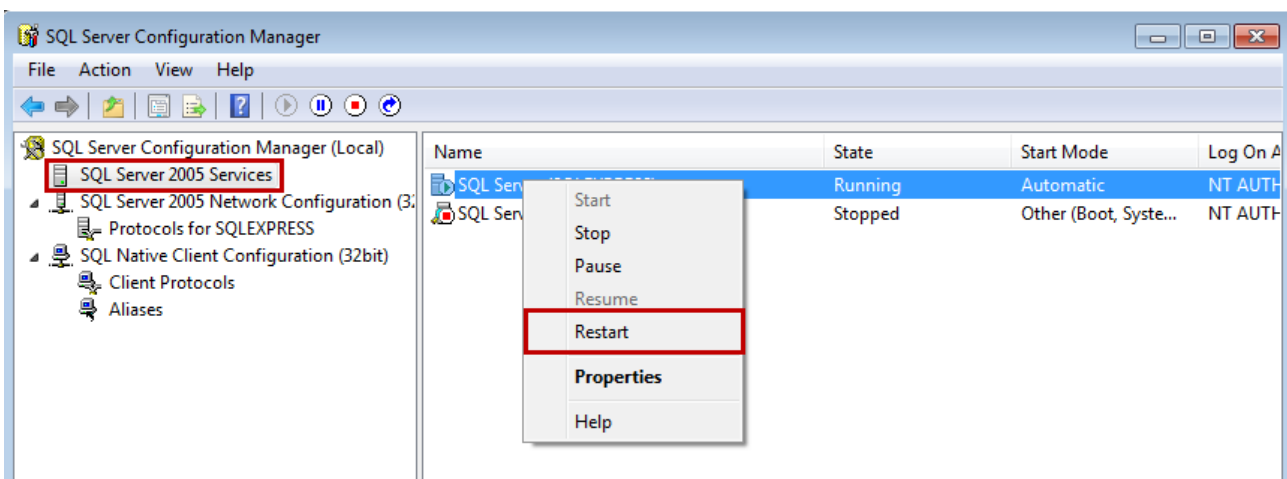 SQL Server Configuration Manager
File Action View Help
SQL Server Configuration Manager (Local)
SQL Server 2005 Services
SQL Server 2005 Network Configuration (32
Protocols for SQLEXPRESS
SQL Native Client Configuration (32bit)
Client Protocols
Aliases
Name State Start Mode Log On A
SQL Serv Running Automatic NT AUTH
SQL Serv Stopped Other (Boot, Syste... NT AUTH
Start
Stop
Pause
Resume
Restart
Properties
Help